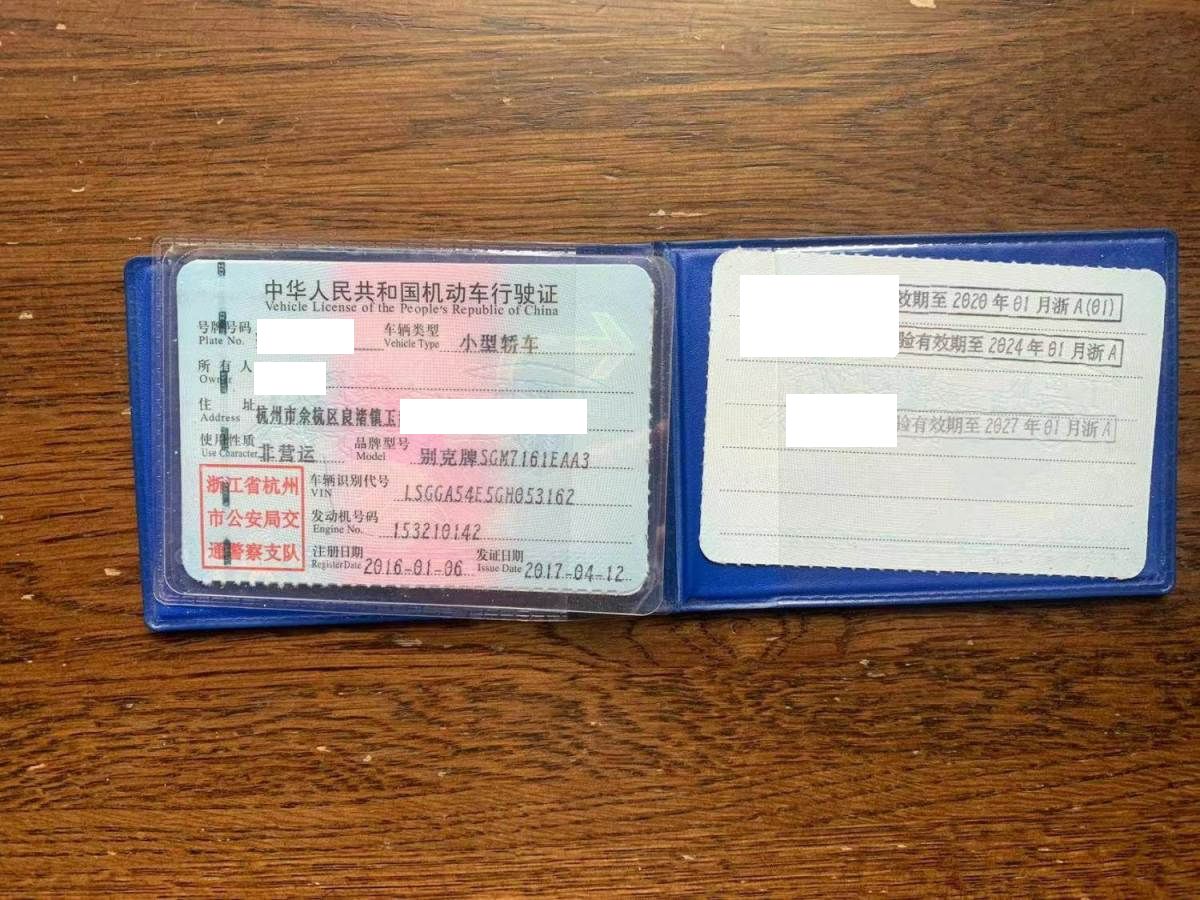 中华人民共和国机动车行驶证
Vehicle License of the People's Republic of China
号牌号码 车辆类型 小型轿车
Plate No. Vehicle Type
所有人
Owner
住址 杭州市余杭区良渚镇玉
Address
使用性质 非营运 品牌型号 别克牌SGM7161EAA3
Use Character Model
浙江省杭州
市公安局交
通警察支队
车辆识别代号 LSGGA54E5GH053162
VIN
发动机号码 153210142
Engine No.
注册日期 2016-01-06 发证日期 2017-04-12
Register Date Issue Date
效期至2020年01月浙A(01)
验有效期至2024年01月浙A
验有效期至2027年01月浙A